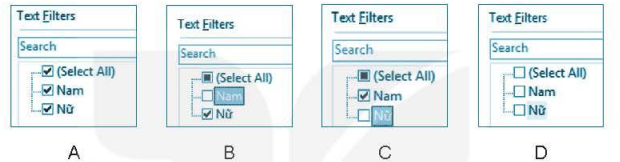 Text Filters
Search
(Select All)
Nam
Nữ
A
Text Filters
Search
(Select All)
Nam
Nữ
B
Text Filters
Search
(Select All)
Nam
Nữ
C
Text Filters
Search
(Select All)
Nam
Nữ
D